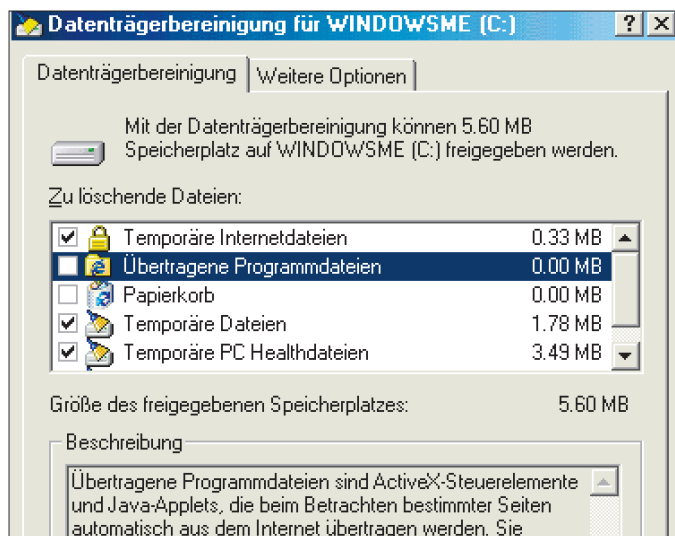 Datenträgerbereinigung für WINDOWSME (C:)
Datenträgerbereinigung Weitere Optionen
Mit der Datenträgerbereinigung können 5.60 MB
Speicherplatz auf WINDOWSME (C:) freigegeben werden.
Zu löschende Dateien:
Temporäre Internetdateien 0.33 MB
Übertragene Programmdateien 0.00 MB
Papierkorb 0.00 MB
Temporäre Dateien 1.78 MB
Temporäre PC Healthdateien 3.49 MB
Größe des freigegebenen Speicherplatzes: 5.60 MB
Beschreibung
Übertragene Programmdateien sind ActiveX-Steuerelemente
und Java-Applets, die beim Betrachten bestimmter Seiten
automatisch aus dem Internet übertragen werden. Sie